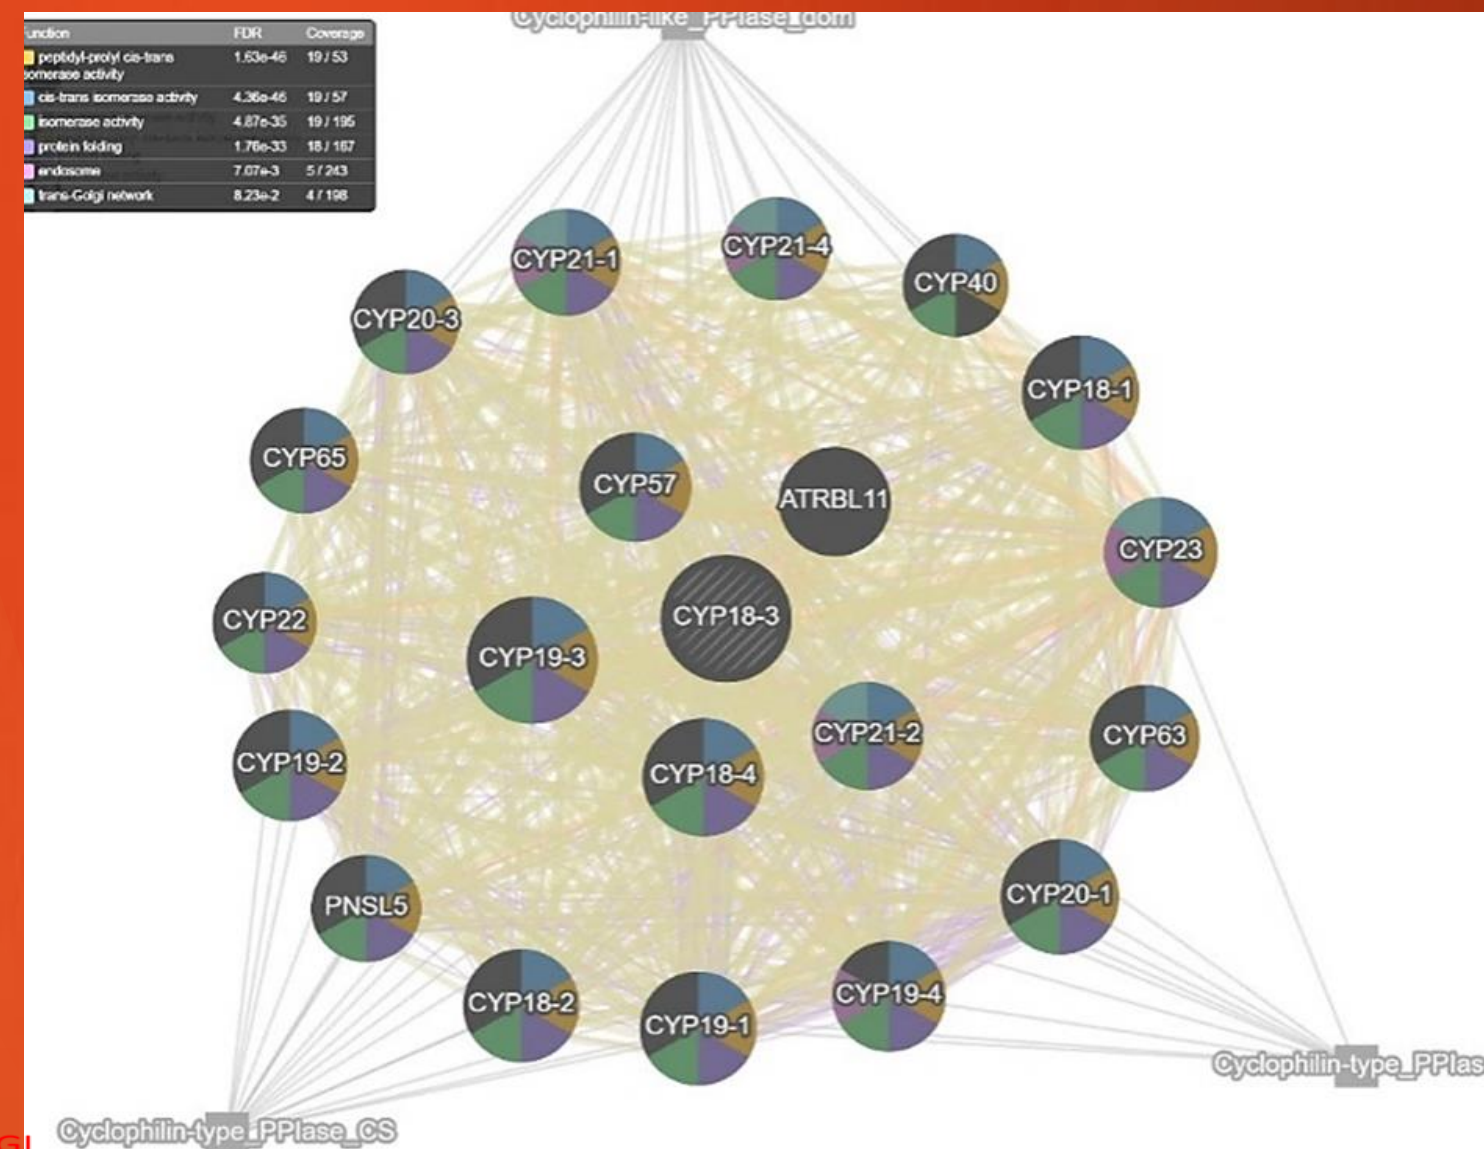 Cyclophilin-like_PPIase_dom
unction FDR Coverage
peptidyl-prolyl cis-trans 1.63e-46 19 / 53
somerase activity
cis-trans isomerase activity 4.36e-46 19 / 57
isomerase activity 4.87e-35 19 / 195
protein folding 1.76e-33 18 / 167
endosome 7.07e-3 5 / 243
trans-Golgi network 8.23e-2 4 / 198
CYP21-1
CYP21-4
CYP40
CYP20-3
CYP18-1
CYP65
CYP57
ATRBL11
CYP23
CYP22
CYP18-3
CYP19-3
CYP21-2
CYP63
CYP19-2
CYP18-4
CYP20-1
PNSL5
CYP18-2
CYP19-1
CYP19-4
Cyclophilin-type_PPIas
Cyclophilin-type_PPIase_CS
GI